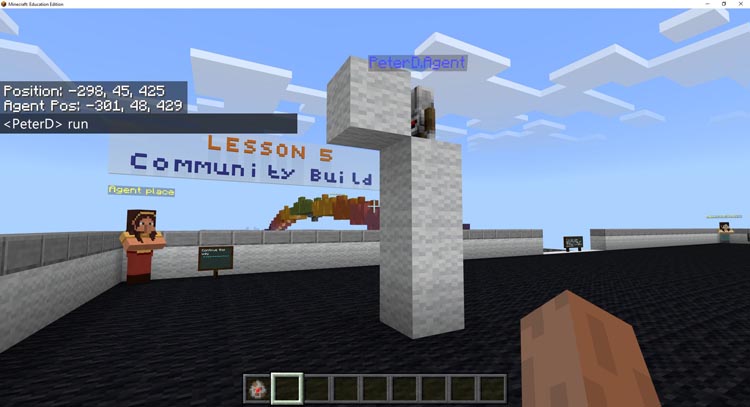 Minecraft: Education Edition
PeterD.Agent
Position: -298, 45, 425
Agent Pos: -301, 48, 429
<PeterD> run
LESSON 5
Community Build
Agent place